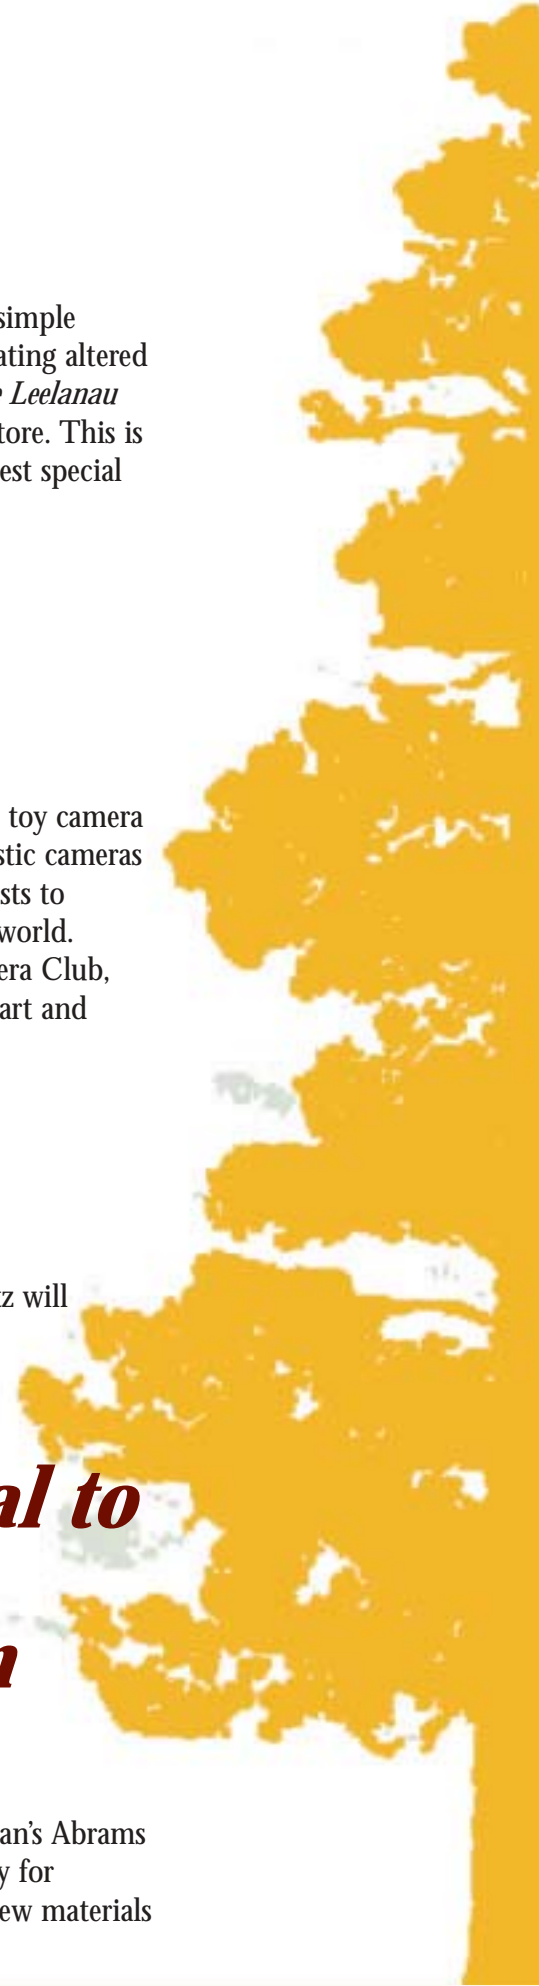 simple
ating altered
Leelanau
tore. This is
est special
toy camera
stic cameras
sts to
world.
era Club,
art and
z will
al to
n
an's Abrams
y for
ew materials